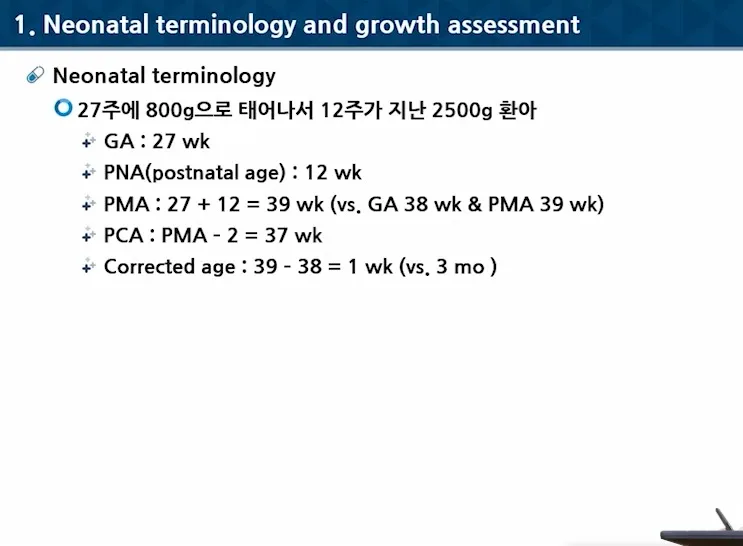 1. Neonatal terminology and growth assessment
Neonatal terminology
27주에 800g으로 태어나서 12주가 지난 2500g 환아
GA : 27 wk
PNA(postnatal age) : 12 wk
PMA : 27 + 12 = 39 wk (vs. GA 38 wk & PMA 39 wk)
PCA : PMA - 2 = 37 wk
Corrected age : 39 - 38 = 1 wk (vs. 3 mo )